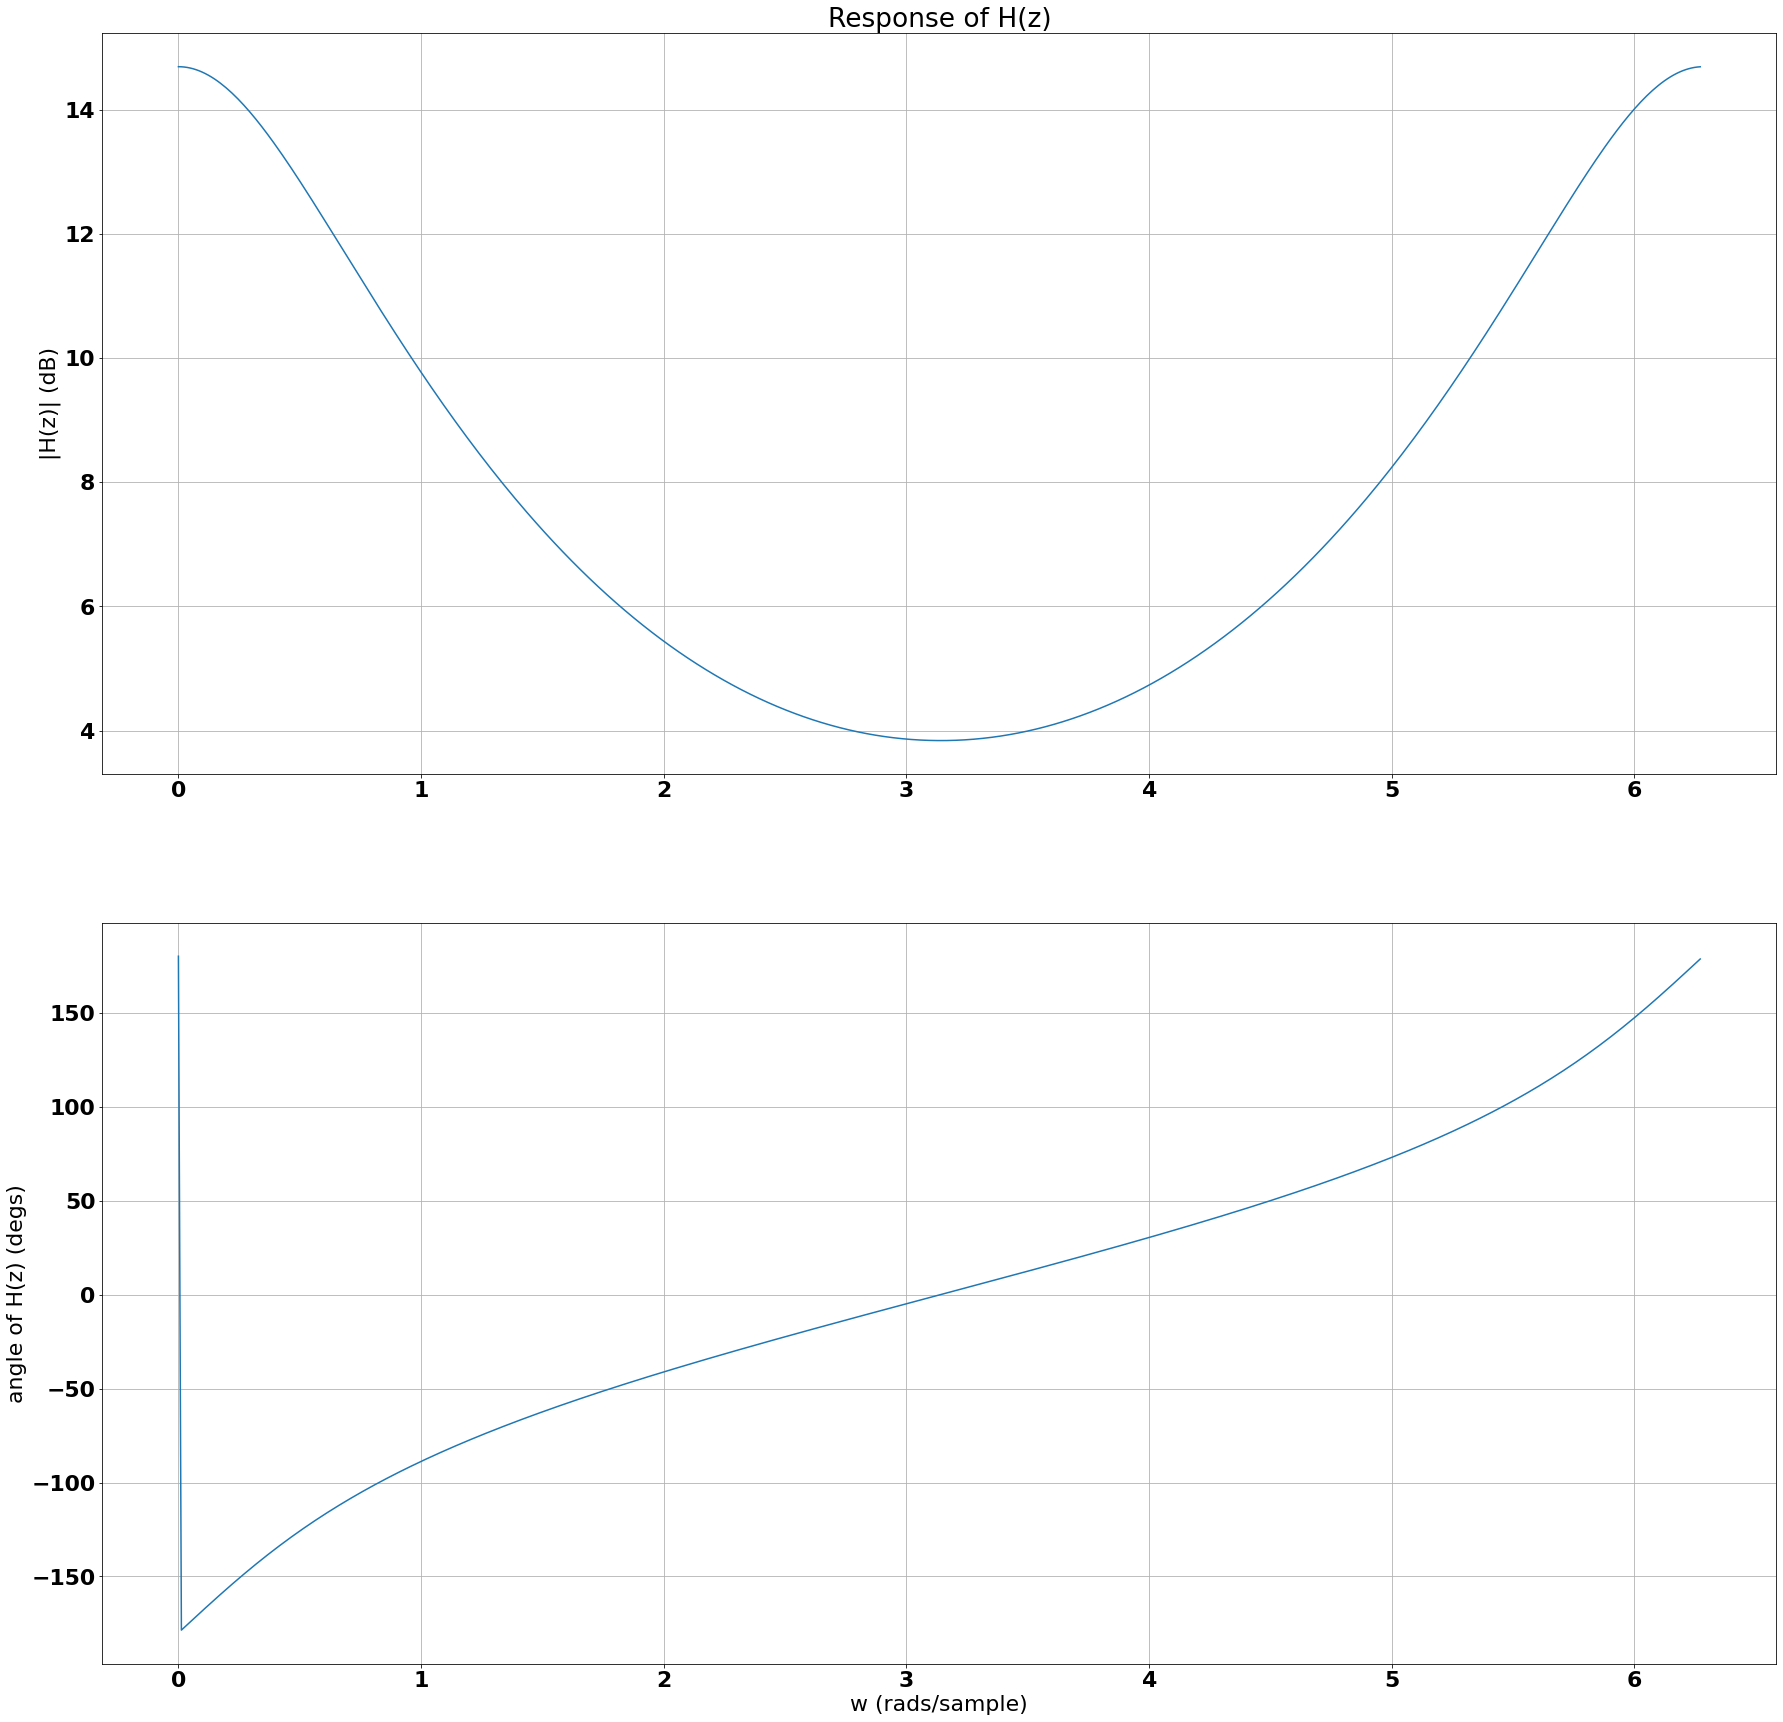 Response of H(z)
|H(z)| (dB)
14
12
10
8
6
4
0 1 2 3 4 5 6
angle of H(z) (degs)
150
100
50
0
−50
−100
−150
0 1 2 3 4 5 6
w (rads/sample)